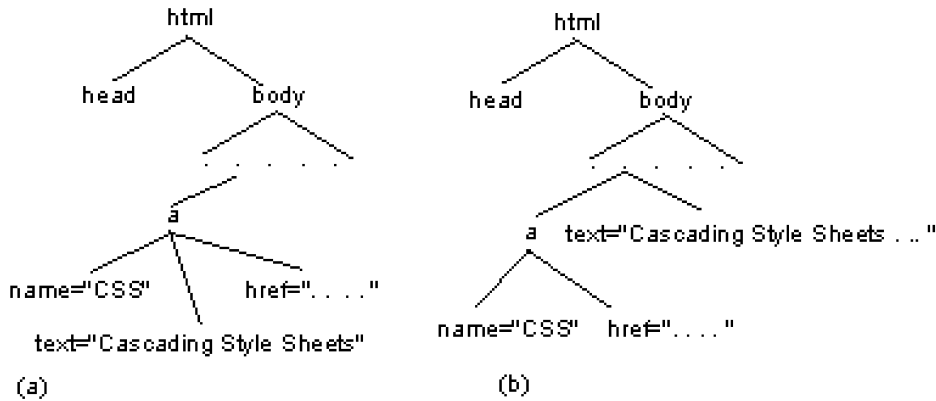 html
head
body
. . . . .
a
name="CSS"
href=". . . ."
text="Cascading Style Sheets"
(a)
html
head
body
. . . . .
a
text="Cascading Style Sheets . .. "
name="CSS"
href=". . . ."
(b)